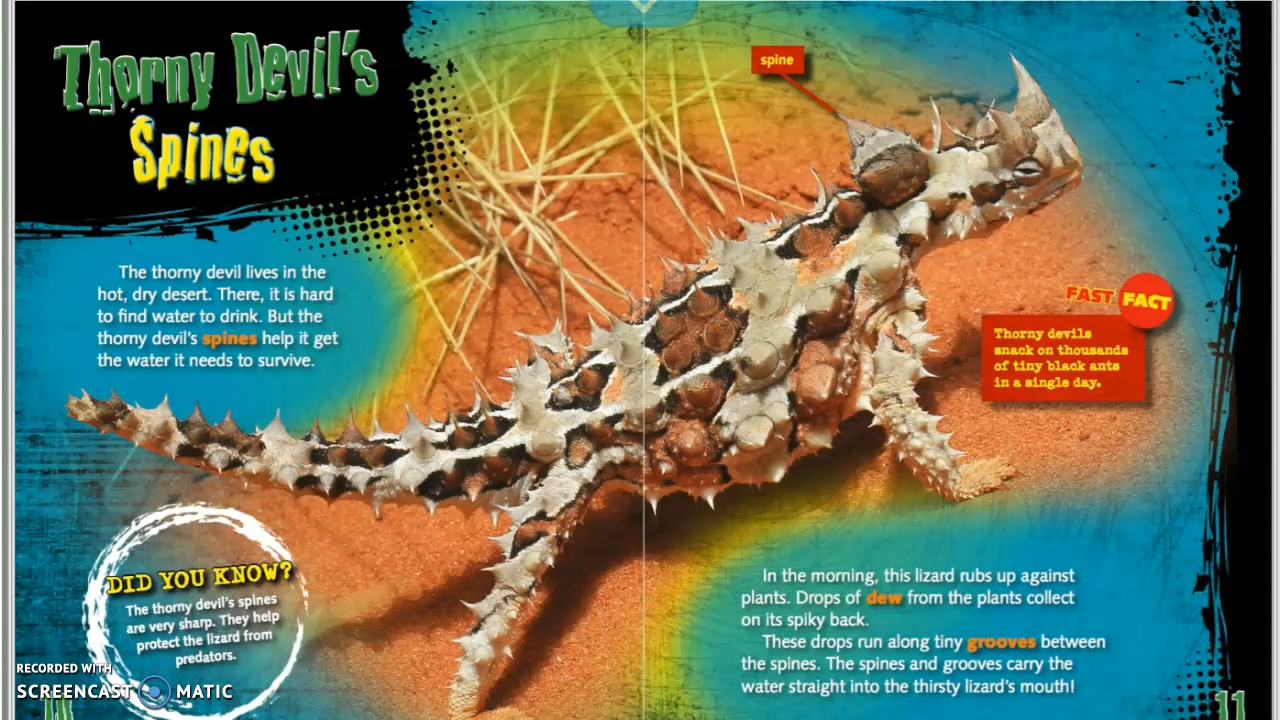 Thorny Devil's
Spines
The thorny devil lives in the
hot, dry desert. There, it is hard
to find water to drink. But the
thorny devil's spines help it get
the water it needs to survive.
spine
FAST FACT
Thorny devils
snack on thousands
of tiny black ants
in a single day.
DID YOU KNOW?
The thorny devil's spines
are very sharp. They help
protect the lizard from
predators.
In the morning, this lizard rubs up against
plants. Drops of dew from the plants collect
on its spiky back.
These drops run along tiny grooves between
the spines. The spines and grooves carry the
water straight into the thirsty lizard's mouth!
RECORDED WITH
SCREENCAST MATIC
11